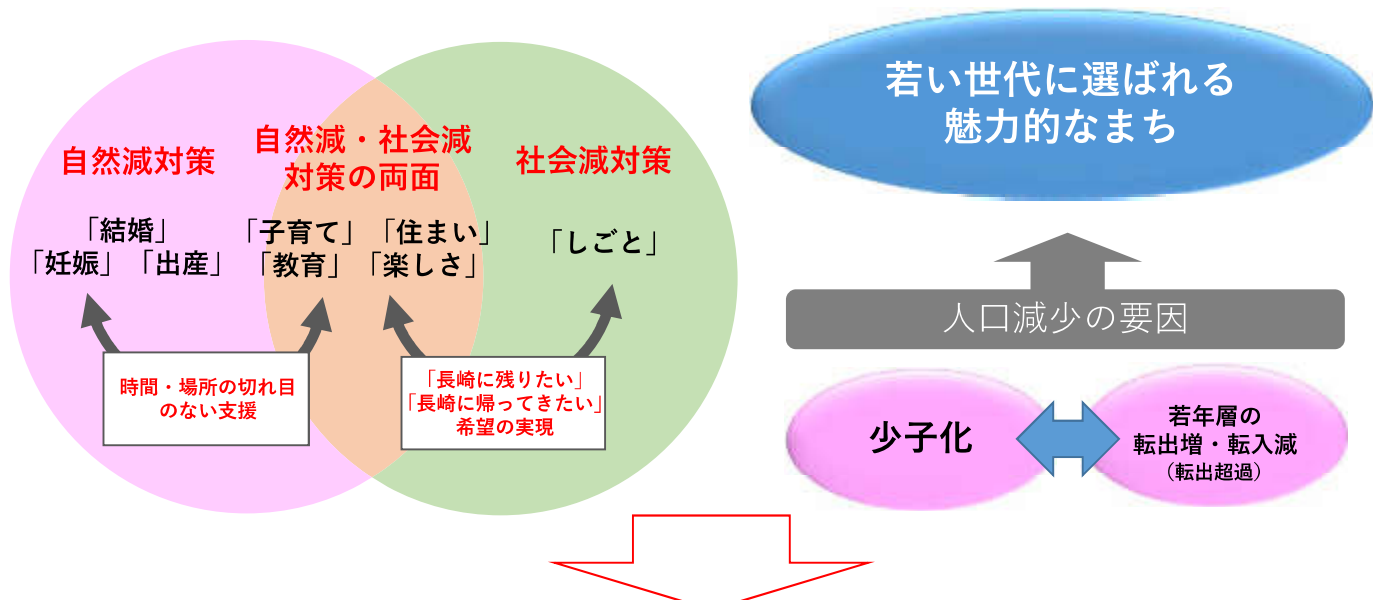 自然減対策
「結婚」
「妊娠」「出産」
自然減・社会減
対策の両面
「子育て」「住まい」
「教育」「楽しさ」
社会減対策
「しごと」
時間・場所の切れ目
のない支援
「長崎に残りたい」
「長崎に帰ってきたい」
希望の実現
若い世代に選ばれる
魅力的なまち
人口減少の要因
少子化
若年層の
転出増・転入減
（転出超過）